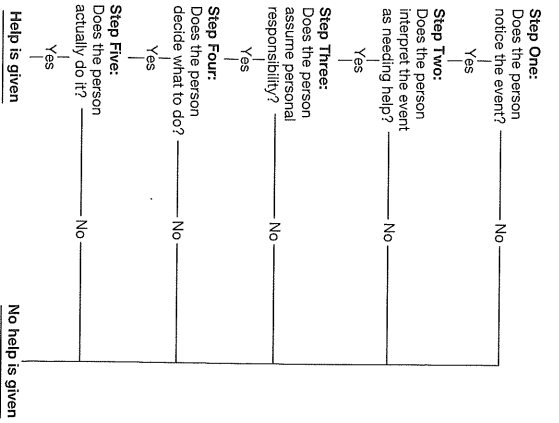 Step One:
Does the person
notice the event? No
Yes
Step Two:
Does the person
interpret the event
as needing help? No
Yes
Step Three:
Does the person
assume personal
responsibility? No
Yes
Step Four:
Does the person
decide what to do? No
Yes
Step Five:
Does the person
actually do it? No
Yes
Help is given No help is given